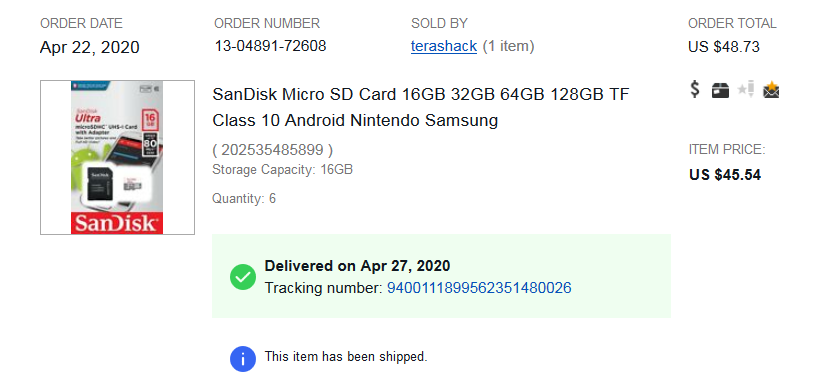 ORDER DATE
Apr 22, 2020
ORDER NUMBER
13-04891-72608
SOLD BY
terashack (1 item)
ORDER TOTAL
US $48.73
SanDisk
Ultra
microSDHC™ UHS-I Card
with Adapter
16
GB
80
SanDisk
SanDisk
SanDisk Micro SD Card 16GB 32GB 64GB 128GB TF
Class 10 Android Nintendo Samsung
( 202535485899 )
Storage Capacity: 16GB
Quantity: 6
ITEM PRICE:
US $45.54
Delivered on Apr 27, 2020
Tracking number: 9400111899562351480026
This item has been shipped.